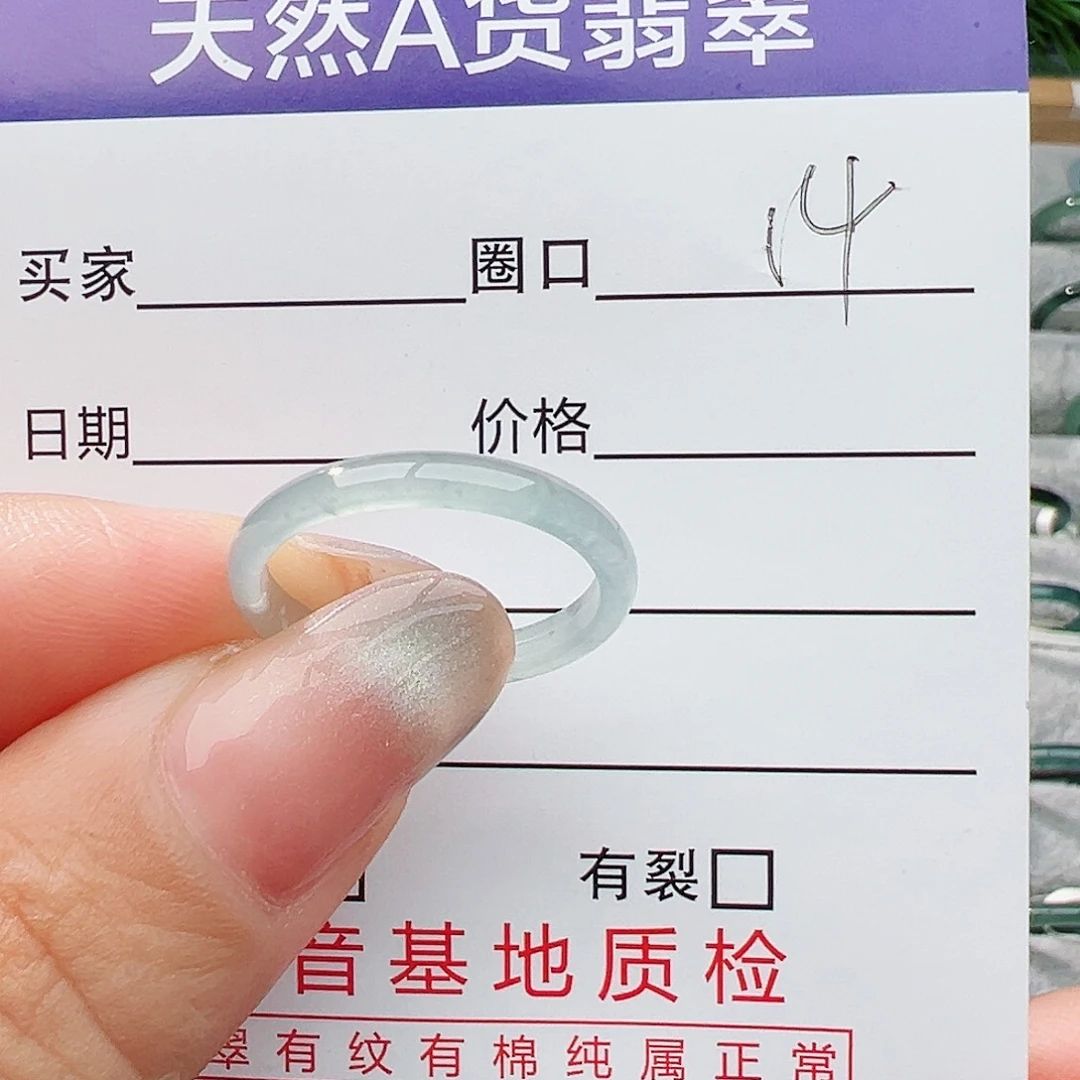 天然A货翡翠
买家 圈口 14
日期 价格
有裂
音基地质检
翠有纹有棉纯属正常